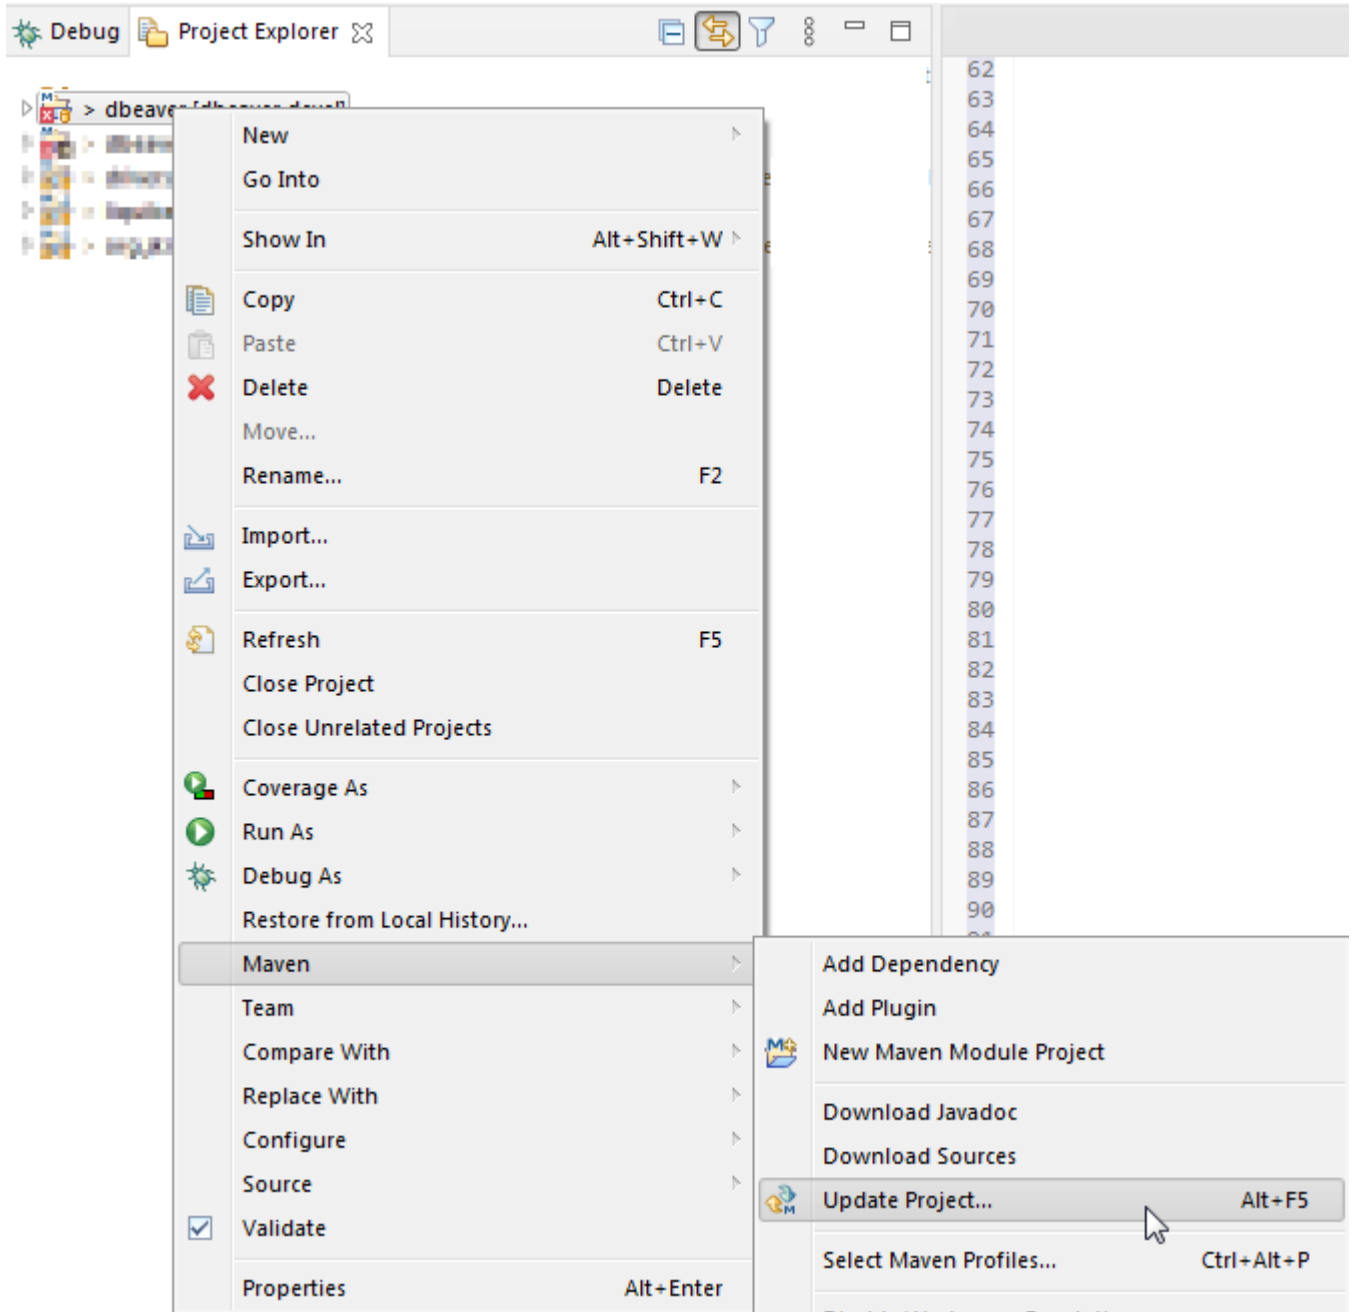 Debug Project Explorer
> dbeaver [dbeaver devel]
New
Go Into
Show In Alt+Shift+W
Copy Ctrl+C
Paste Ctrl+V
Delete Delete
Move...
Rename... F2
Import...
Export...
Refresh F5
Close Project
Close Unrelated Projects
Coverage As
Run As
Debug As
Restore from Local History...
Maven
Team
Compare With
Replace With
Configure
Source
Validate
Properties Alt+Enter
Add Dependency
Add Plugin
New Maven Module Project
Download Javadoc
Download Sources
Update Project... Alt+F5
Select Maven Profiles... Ctrl+Alt+P
62
63
64
65
66
67
68
69
70
71
72
73
74
75
76
77
78
79
80
81
82
83
84
85
86
87
88
89
90